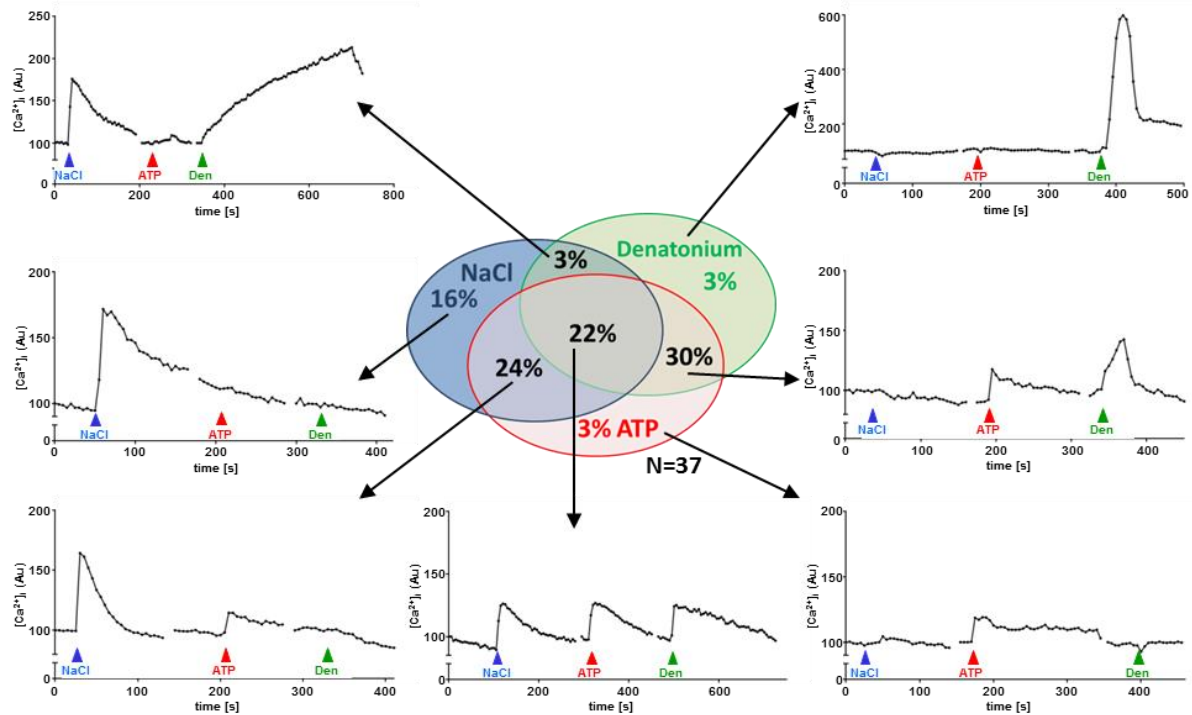 250
200
150
100
0
[Ca²⁺]ᵢ (Au)
NaCl
ATP
Den
0
200
400
600
800
time [s]
600
400
200
0
[Ca²⁺]ᵢ (Au)
NaCl
ATP
Den
0
100
200
300
400
500
time [s]
Denatonium
3%
NaCl
3%
16%
22%
24%
30%
3% ATP
N=37
200
150
100
0
[Ca²⁺]ᵢ (Au)
NaCl
ATP
Den
0
100
200
300
400
time [s]
200
150
100
0
[Ca²⁺]ᵢ (Au)
NaCl
ATP
Den
0
100
200
300
400
time [s]
200
150
100
0
[Ca²⁺]ᵢ (Au)
NaCl
ATP
Den
0
100
200
300
400
time [s]
200
150
100
0
[Ca²⁺]ᵢ (Au)
NaCl
ATP
Den
0
200
400
600
time [s]
200
150
100
0
[Ca²⁺]ᵢ (Au)
NaCl
ATP
Den
0
100
200
300
400
time [s]